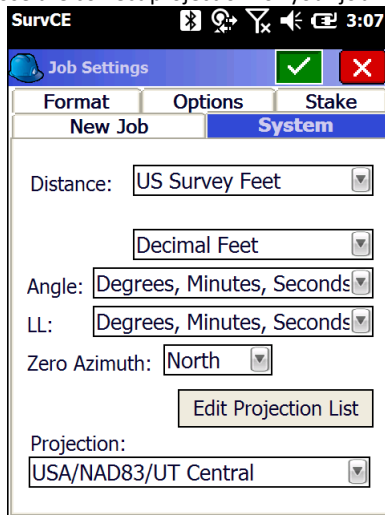 SurvCE 3:07
Job Settings
Format Options Stake
New Job System
Distance: US Survey Feet
Decimal Feet
Angle: Degrees, Minutes, Seconds
LL: Degrees, Minutes, Seconds
Zero Azimuth: North
Edit Projection List
Projection:
USA/NAD83/UT Central